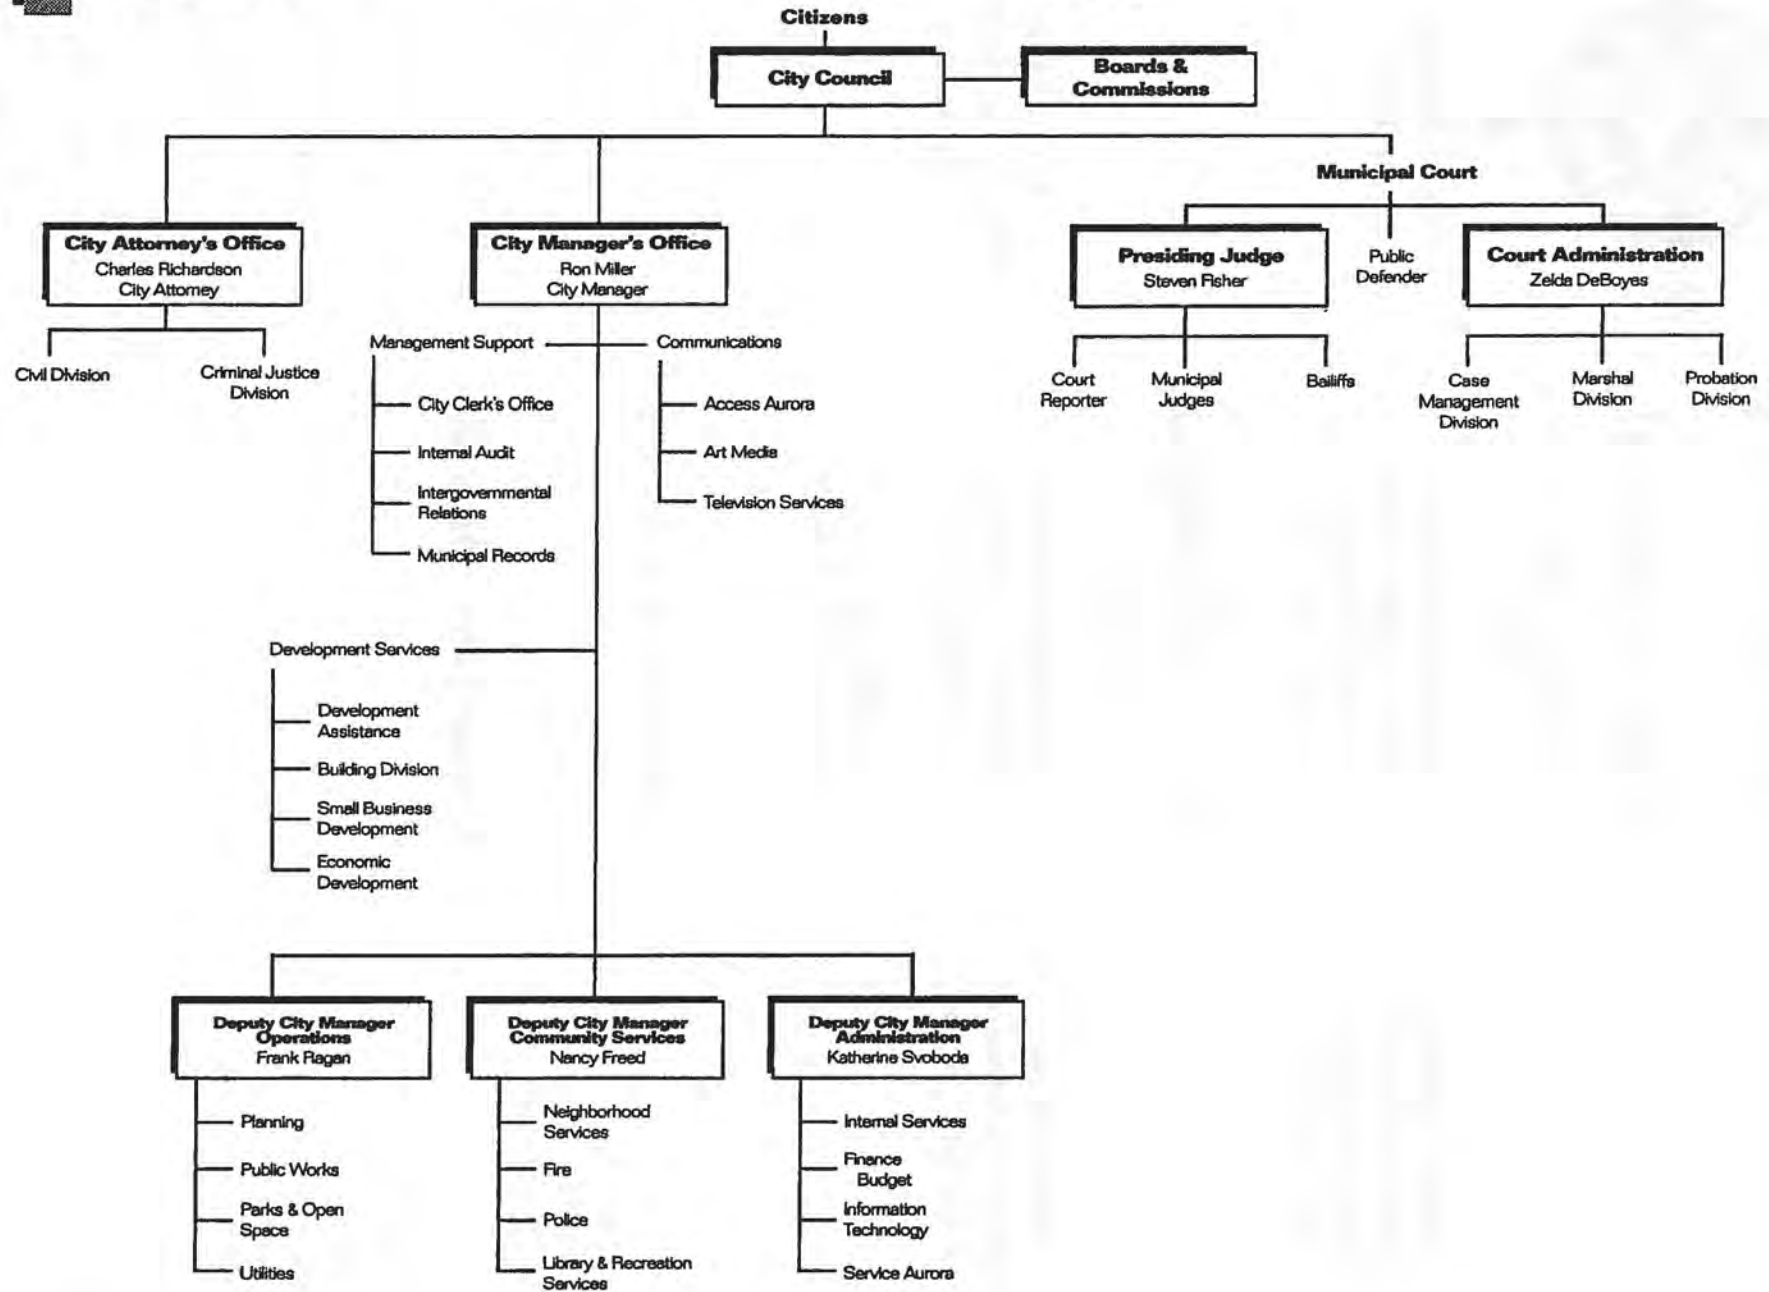 Citizens
City Council
Boards &
Commissions
Municipal Court
City Attorney's Office
Charles Richardson
City Attorney
City Manager's Office
Ron Miller
City Manager
Presiding Judge
Steven Fisher
Public
Defender
Court Administration
Zelda DeBoyes
Civil Division
Criminal Justice
Division
Management Support
Communications
Court
Reporter
Municipal
Judges
Bailiffs
Case
Management
Division
Marshal
Division
Probation
Division
City Clerk's Office
Internal Audit
Intergovernmental
Relations
Municipal Records
Access Aurora
Art Media
Television Services
Development Services
Development
Assistance
Building Division
Small Business
Development
Economic
Development
Deputy City Manager
Operations
Frank Ragan
Deputy City Manager
Community Services
Nancy Freed
Deputy City Manager
Administration
Katherine Svoboda
Planning
Public Works
Parks & Open
Space
Utilities
Neighborhood
Services
Fire
Police
Library & Recreation
Services
Internal Services
Finance
Budget
Information
Technology
Service Aurora